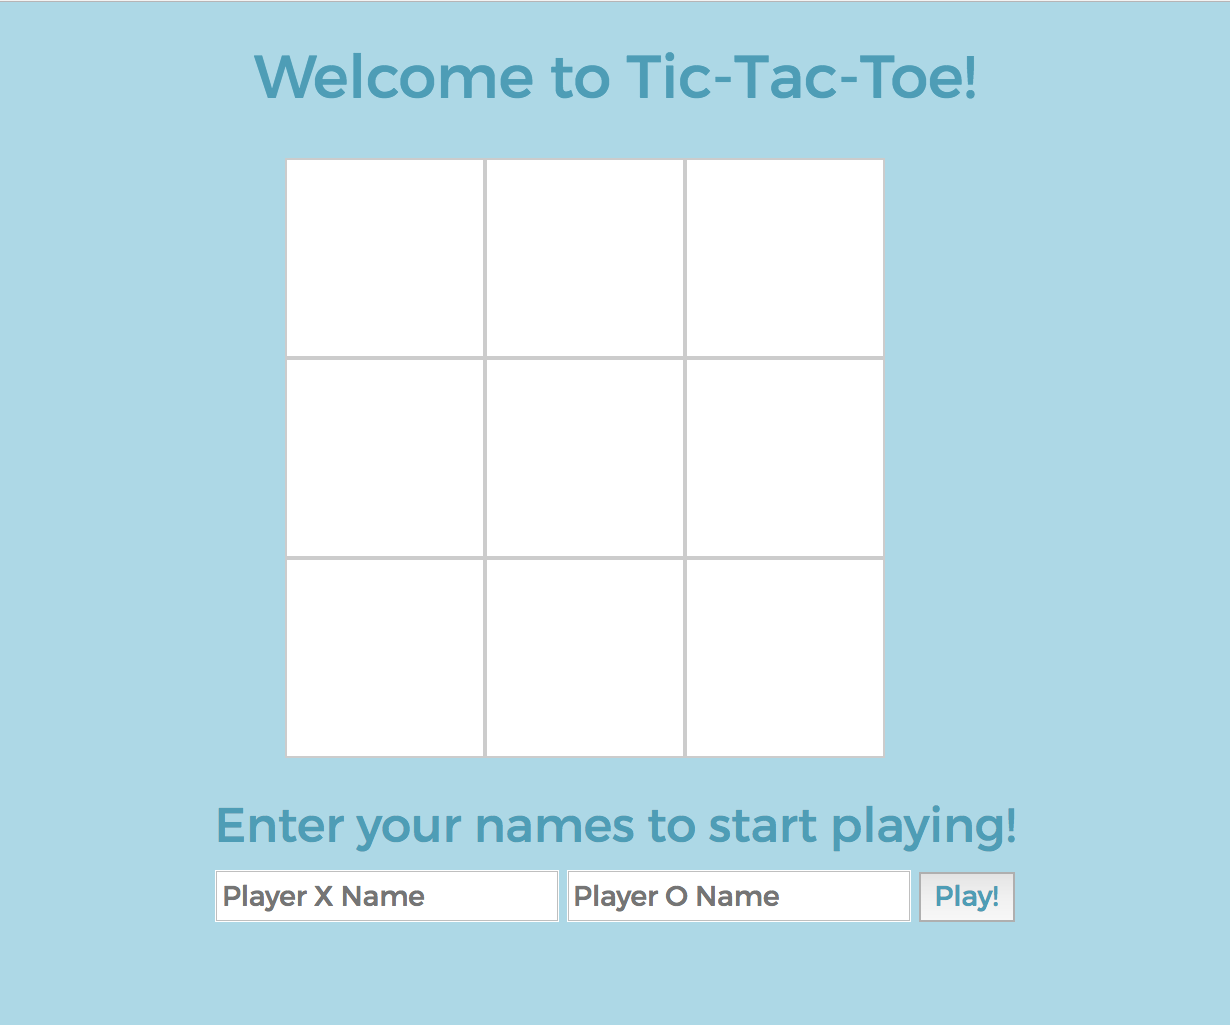 Welcome to Tic-Tac-Toe!
Enter your names to start playing!
Player X Name Player O Name Play!